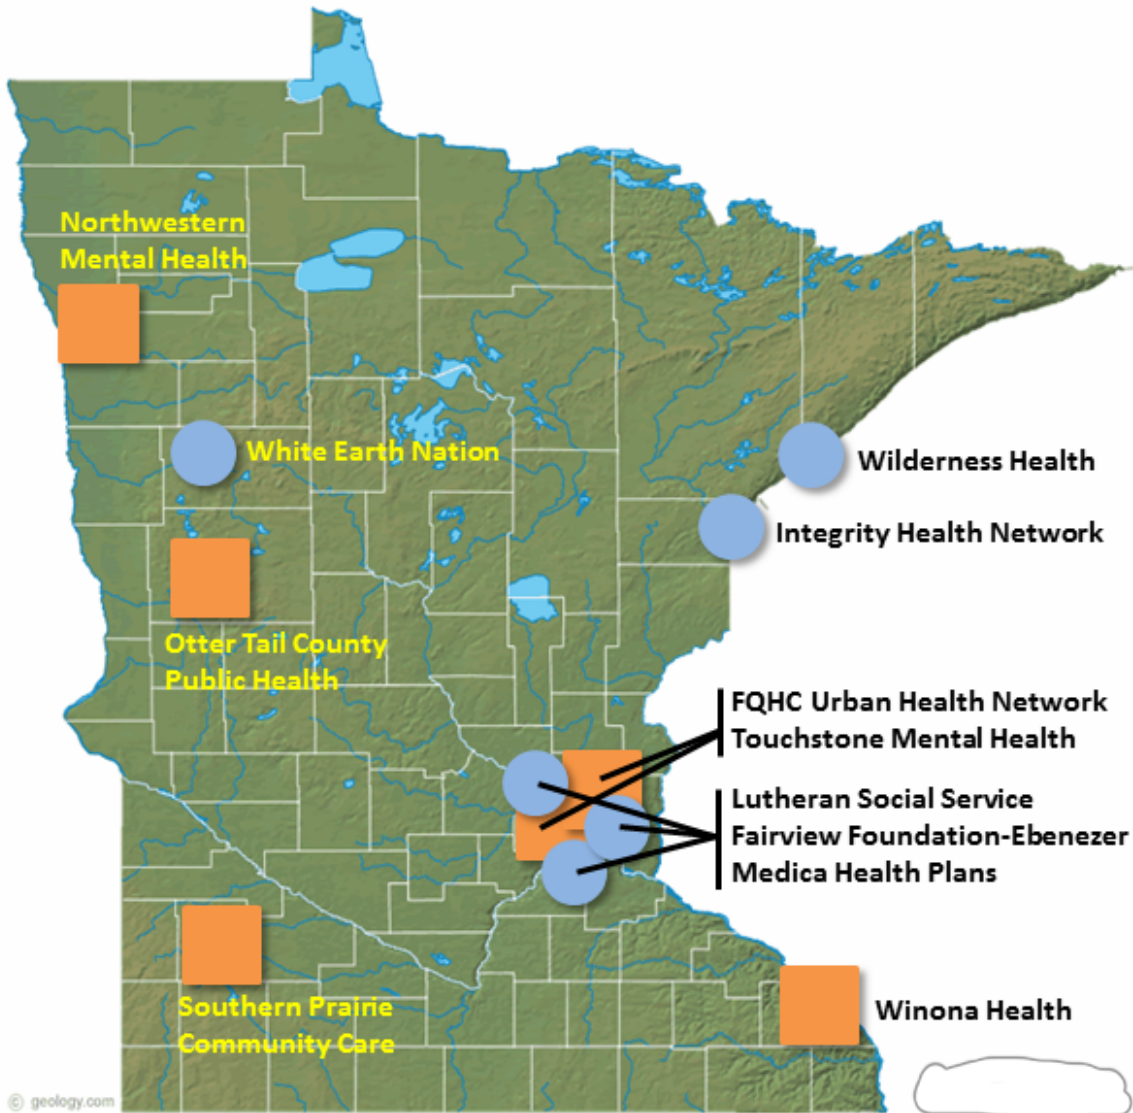 Northwestern
Mental Health
White Earth Nation
Wilderness Health
Integrity Health Network
Otter Tail County
Public Health
FQHC Urban Health Network
Touchstone Mental Health
Lutheran Social Service
Fairview Foundation-Ebenezer
Medica Health Plans
Southern Prairie
Community Care
Winona Health
© geology.com